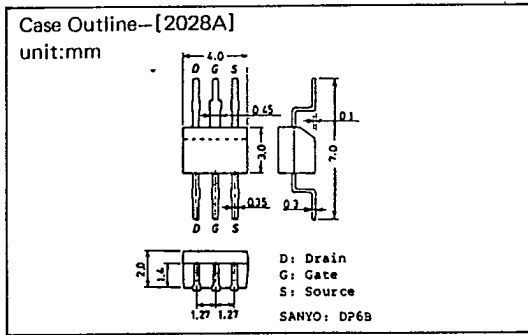 Case Outline–[2028A]
unit:mm
4.0
D G S
0.45
0.1
3.0
7.0
0.35
0.3
D G S
2.0
1.4
1.27 1.27
D: Drain
G: Gate
S: Source
SANYO: DP6B